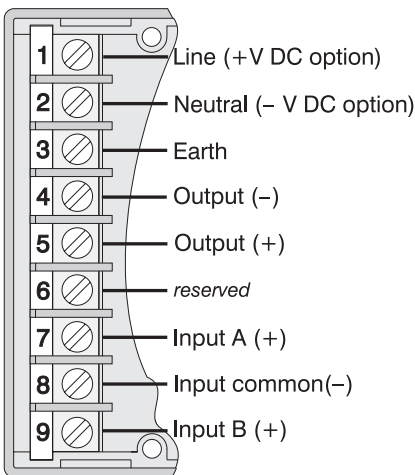 1 Line (+V DC option)
2 Neutral (– V DC option)
3 Earth
4 Output (–)
5 Output (+)
6 reserved
7 Input A (+)
8 Input common(–)
9 Input B (+)